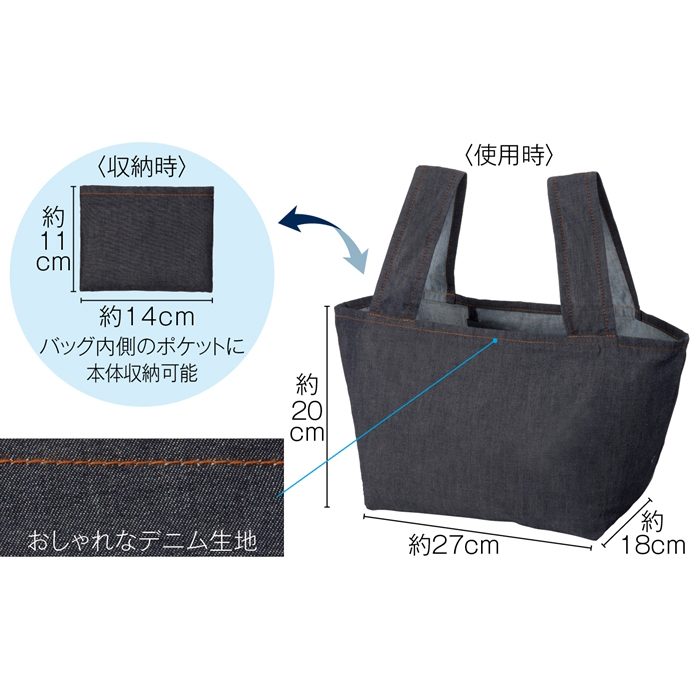 〈収納時〉
約
11
cm
約14cm
バッグ内側のポケットに
本体収納可能
〈使用時〉
約
20
cm
約27cm
約
18cm
おしゃれなデニム生地